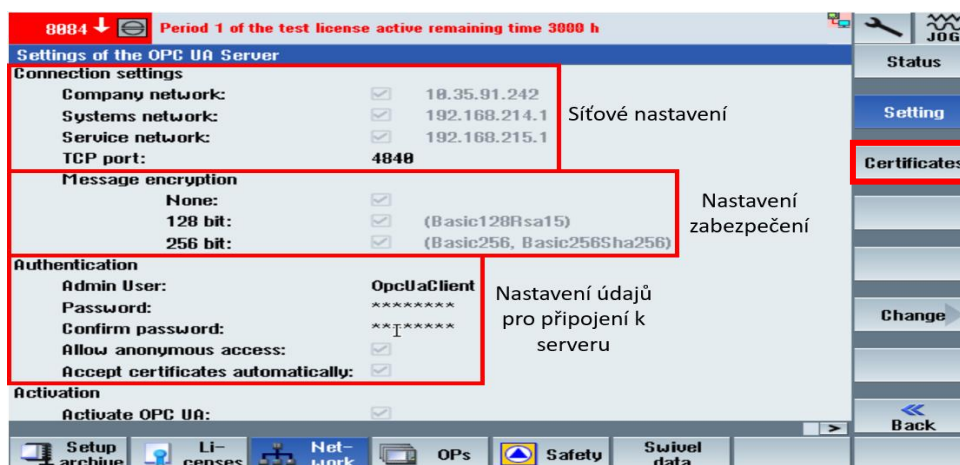 8084 Period 1 of the test license active remaining time 3000 h
JOG
Settings of the OPC UA Server
Status
Connection settings
Company network: 10.35.91.242
Systems network: 192.168.214.1
Service network: 192.168.215.1
TCP port: 4840
Síťové nastavení
Setting
Certificates
Message encryption
None:
128 bit: (Basic128Rsa15)
256 bit: (Basic256, Basic256Sha256)
Nastavení
zabezpečení
Authentication
Admin User: OpcUaClient
Password: ********
Confirm password: ********
Allow anonymous access:
Accept certificates automatically:
Nastavení údajů
pro připojení k
serveru
Change
Activation
Activate OPC UA:
<<
Back
>
Setup
archive
Li-
censes
Net-
work
OPs
Safety
Swivel
data